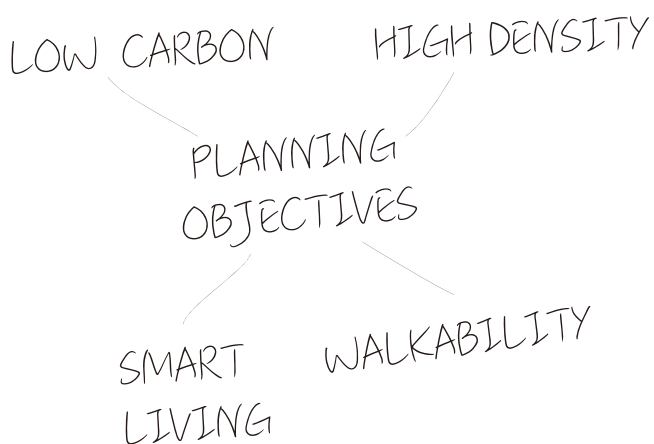 LOW CARBON
HIGH DENSITY
PLANNING
OBJECTIVES
SMART
LIVING
WALKABILITY